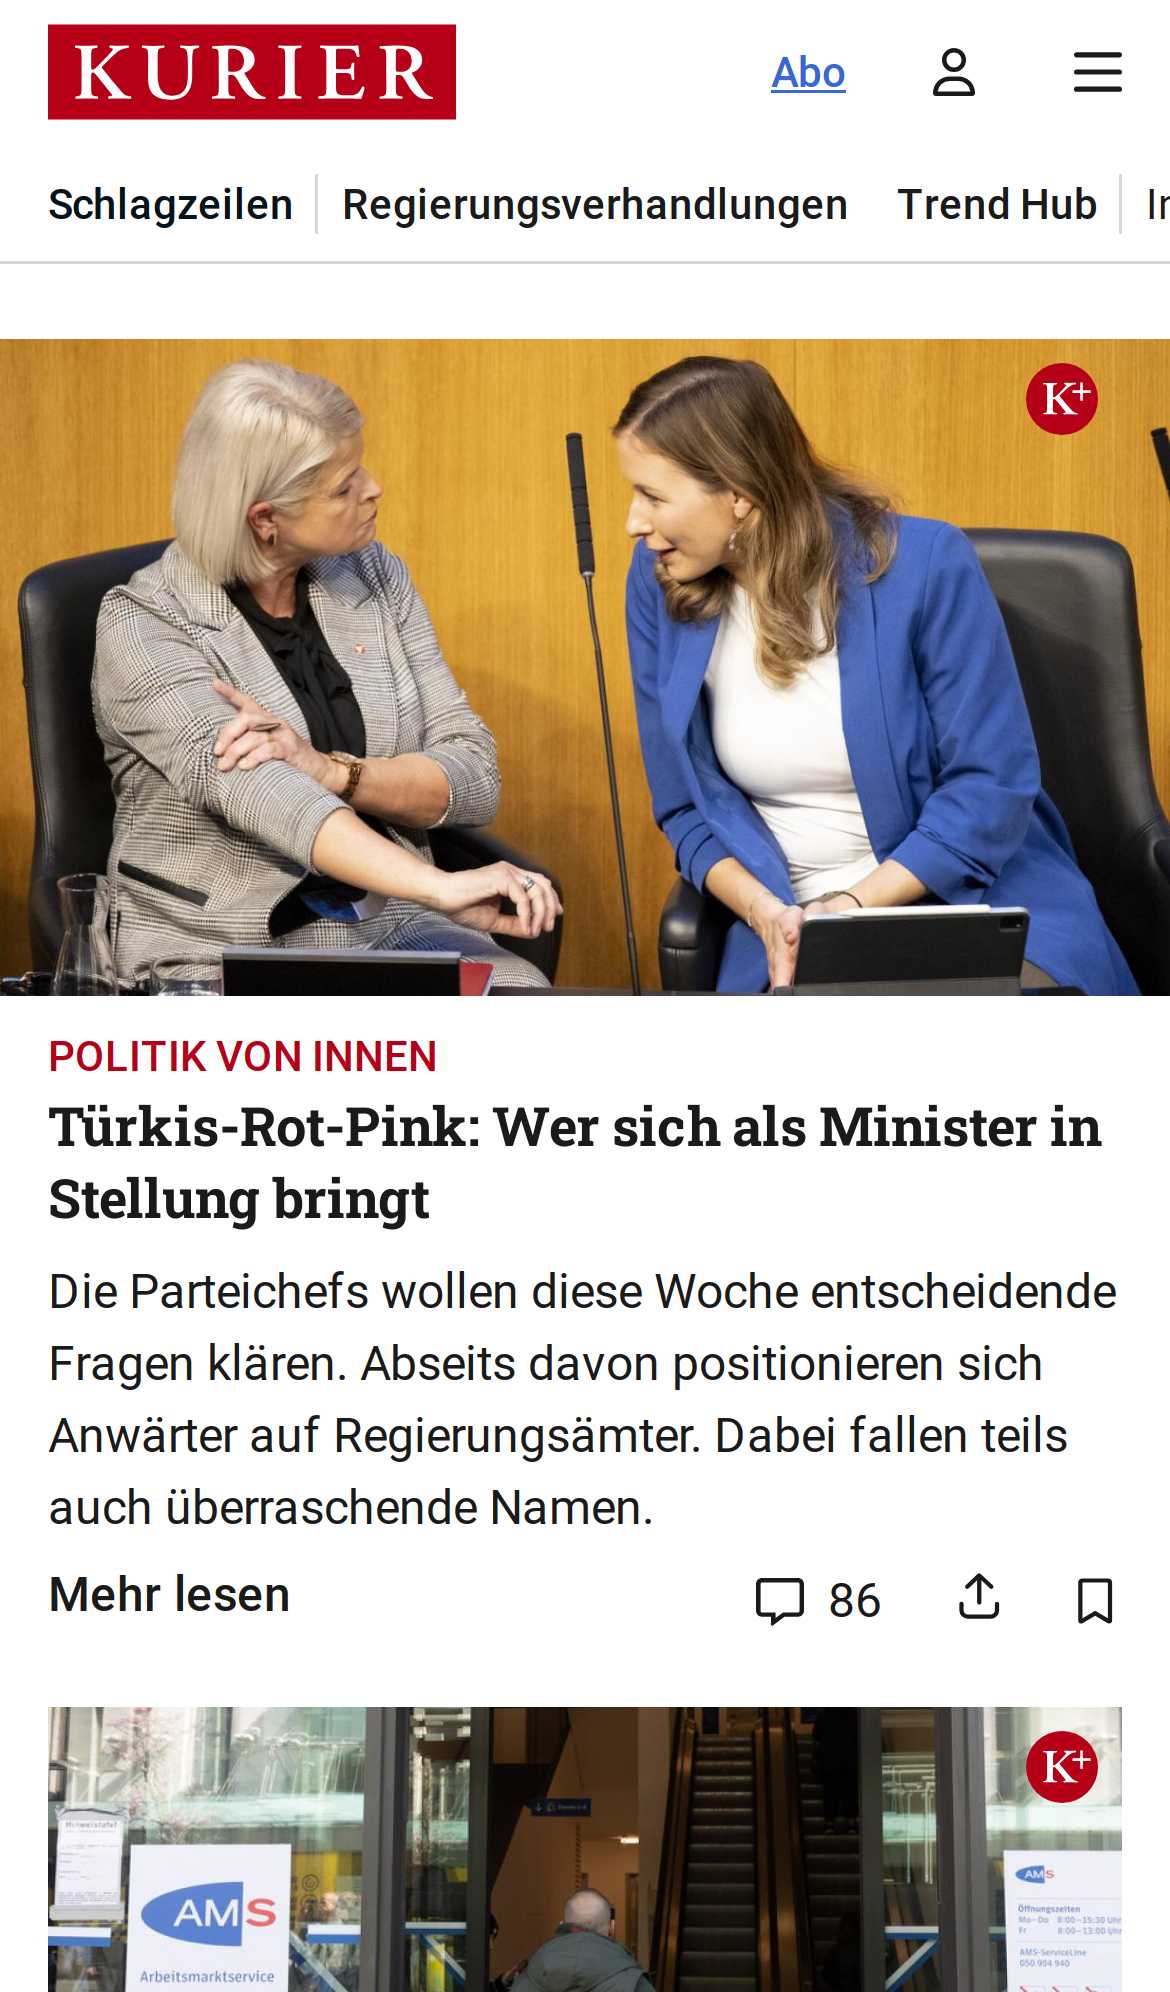 KURIER
Abo
Schlagzeilen
Regierungsverhandlungen
Trend Hub
K+
POLITIK VON INNEN
Türkis-Rot-Pink: Wer sich als Minister in
Stellung bringt
Die Parteichefs wollen diese Woche entscheidende
Fragen klären. Abseits davon positionieren sich
Anwärter auf Regierungsämter. Dabei fallen teils
auch überraschende Namen.
Mehr lesen
86
K+
Hinweistafel
AMS
Arbeitsmarktservice
AMS
Öffnungszeiten
Mo–Do 8:00–15:30 Uhr
Fr 8:00–13:00 Uhr
AMS-ServiceLine
050 904 940